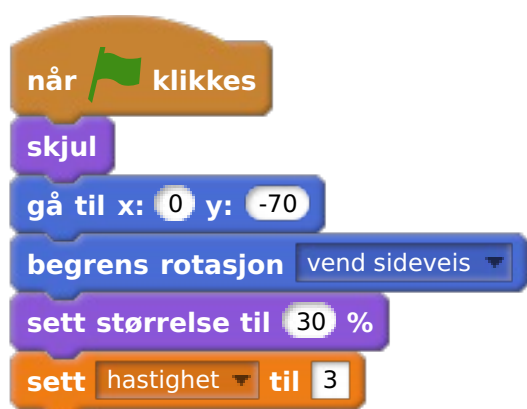 når klikkes
skjul
gå til x: 0 y: -70
begrens rotasjon vend sideveis
sett størrelse til 30 %
sett hastighet til 3